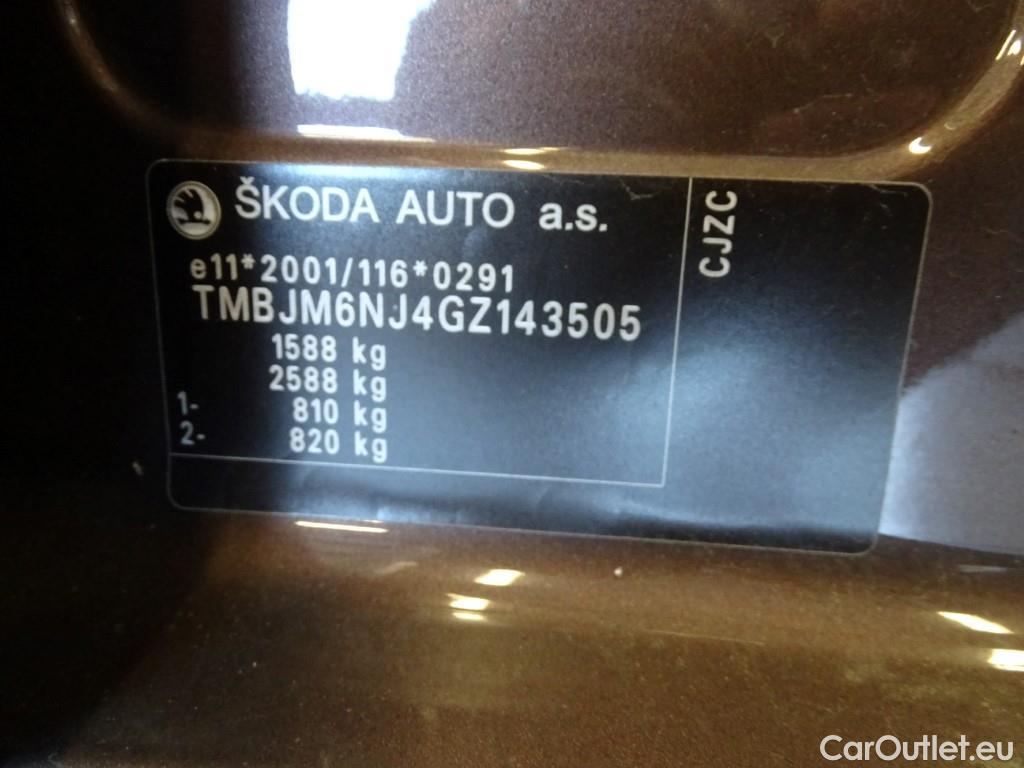 ŠKODA AUTO a.s.
e11*2001/116*0291
TMBJM6NJ4GZ143505
1588 kg
2588 kg
1- 810 kg
2- 820 kg
CJZC
CarOutlet.eu